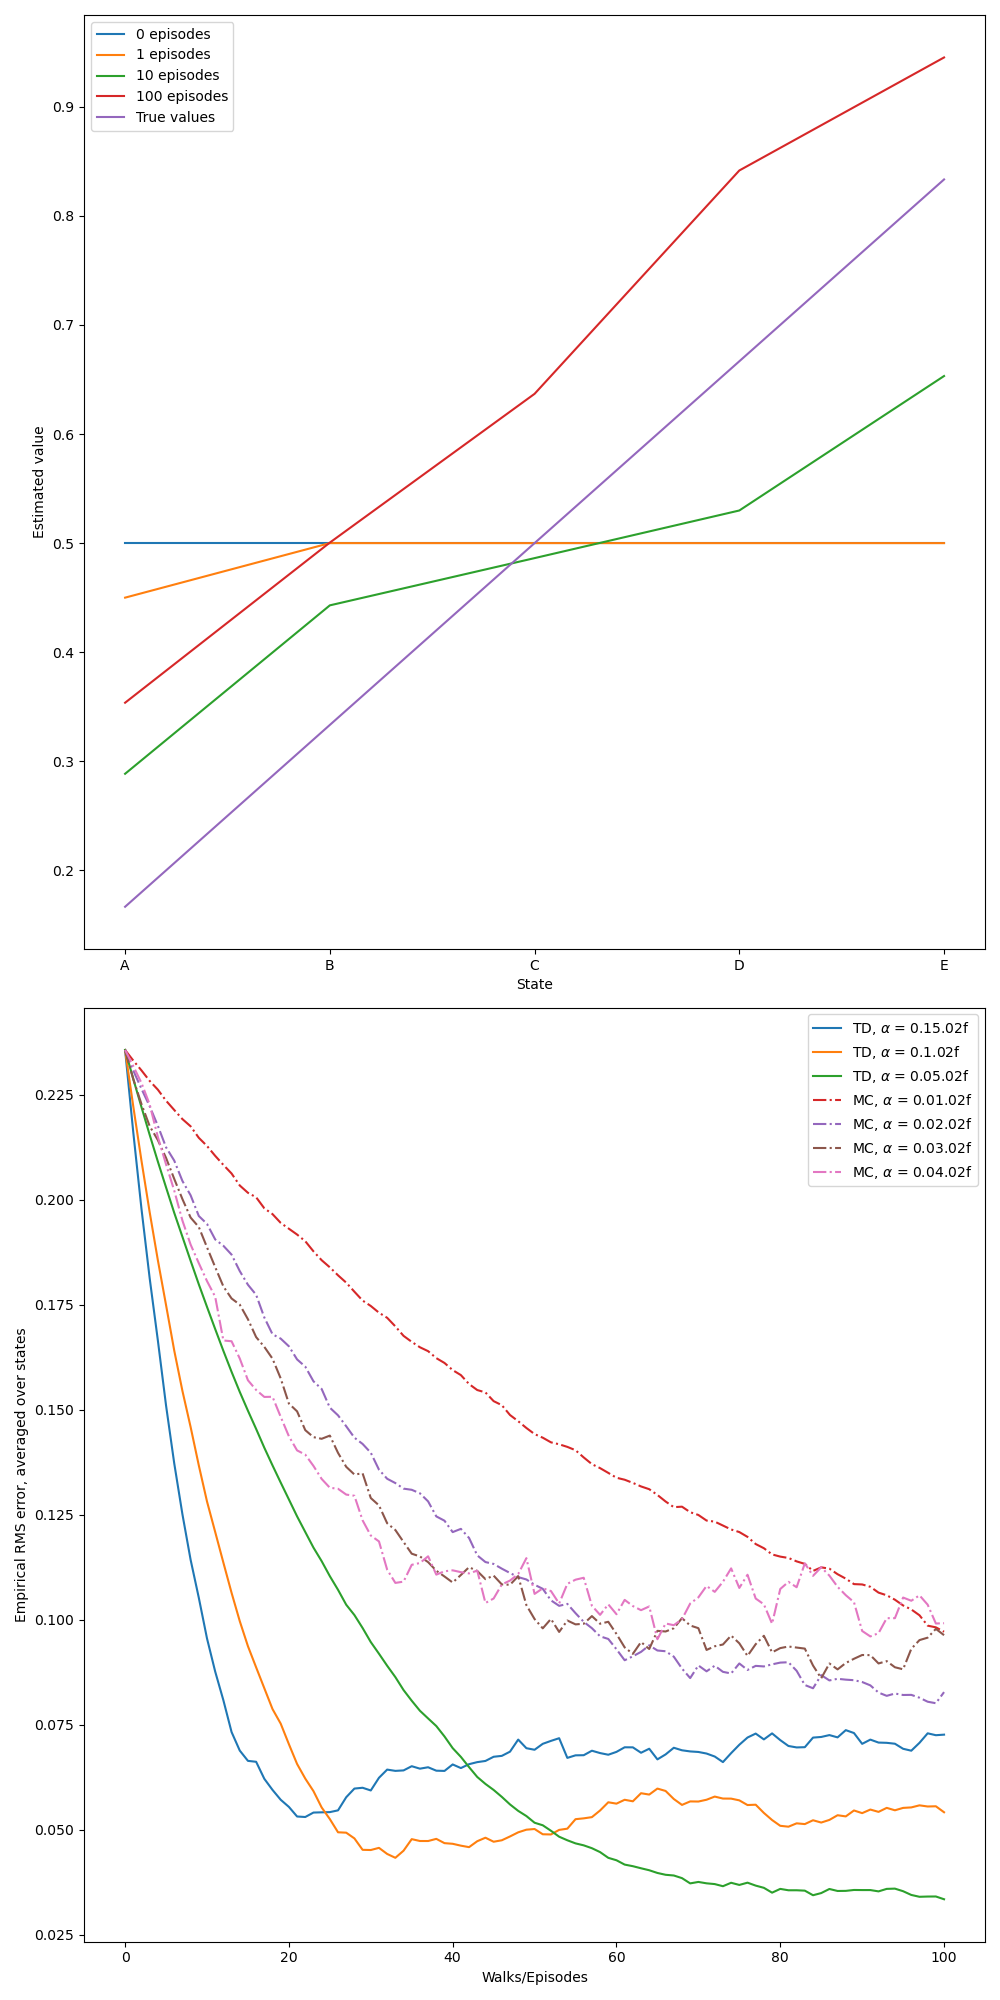 0 episodes
1 episodes
10 episodes
100 episodes
True values
0.9
0.8
0.7
0.6
0.5
0.4
0.3
0.2
Estimated value
A B C D E
State
TD, α = 0.15.02f
TD, α = 0.1.02f
TD, α = 0.05.02f
MC, α = 0.01.02f
MC, α = 0.02.02f
MC, α = 0.03.02f
MC, α = 0.04.02f
0.225
0.200
0.175
0.150
0.125
0.100
0.075
0.050
0.025
Empirical RMS error, averaged over states
0 20 40 60 80 100
Walks/Episodes